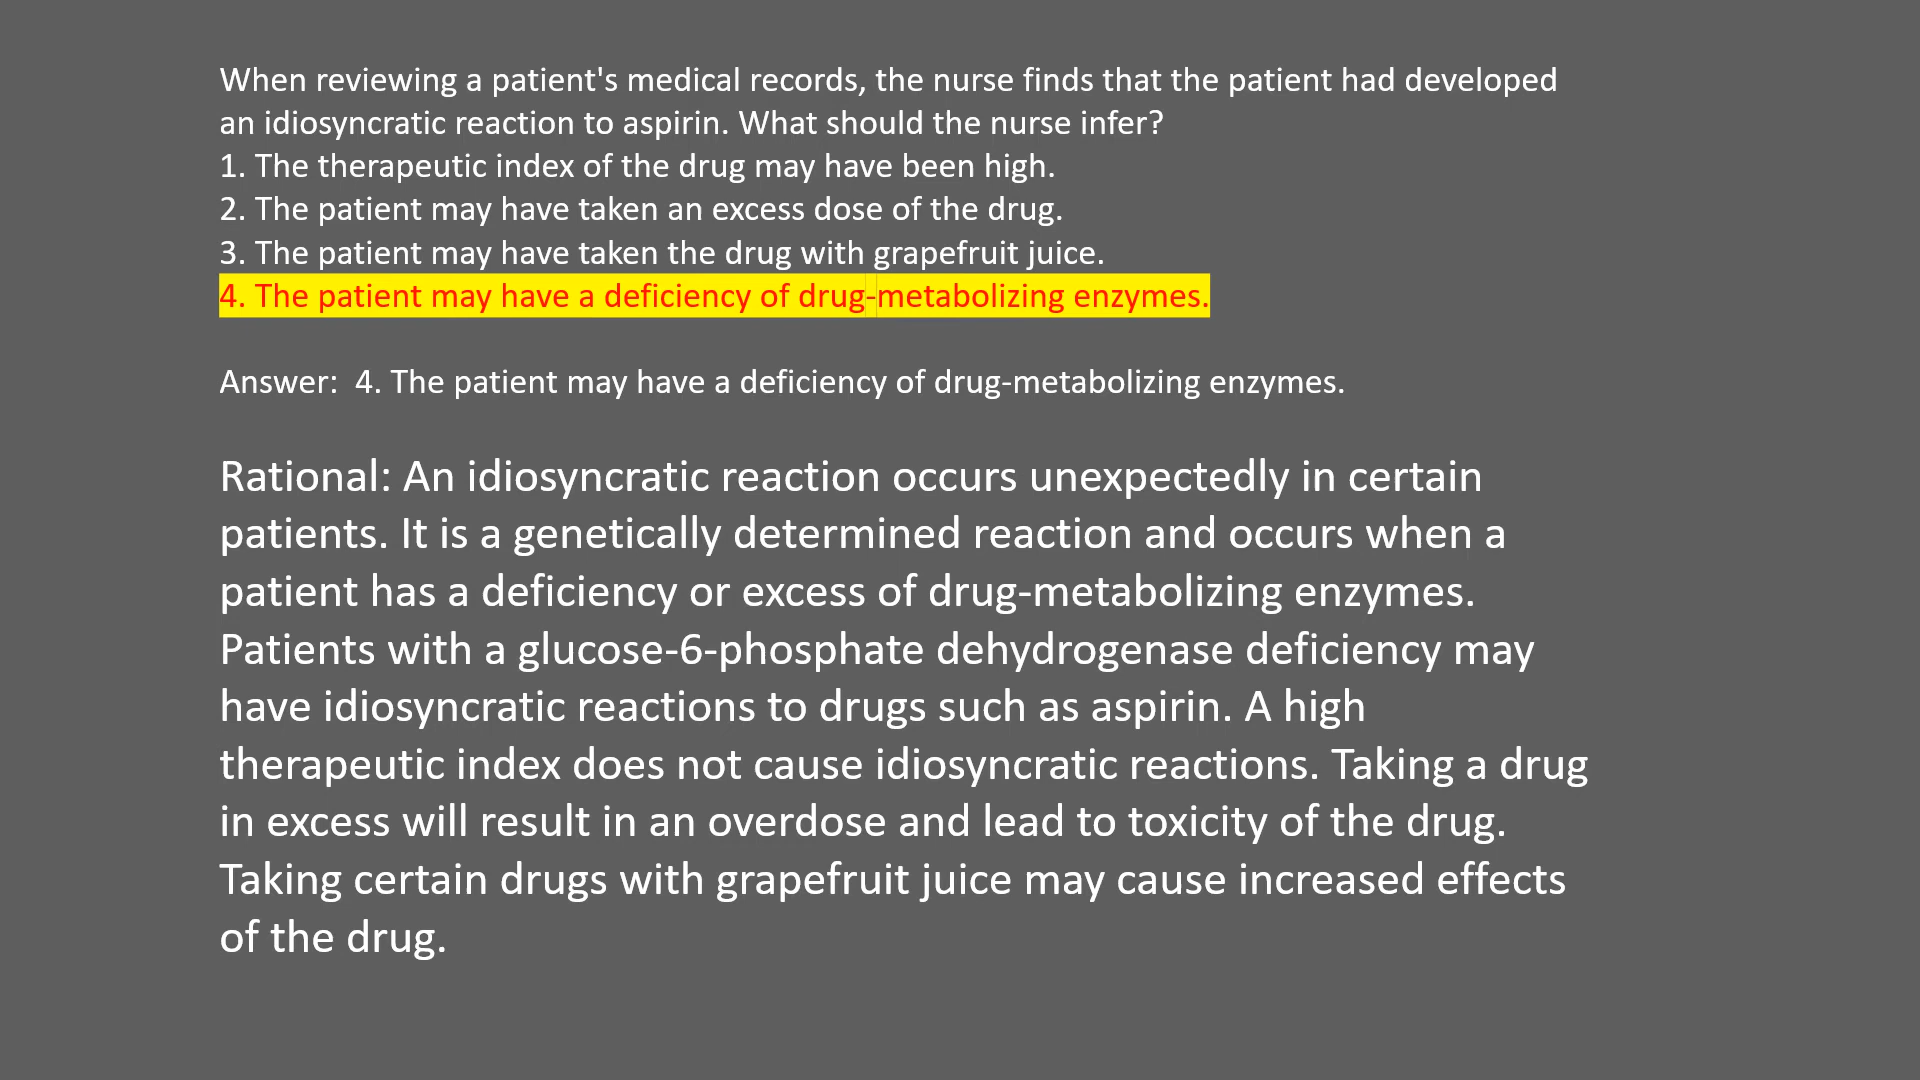 When reviewing a patient's medical records, the nurse finds that the patient had developed
an idiosyncratic reaction to aspirin. What should the nurse infer?
1. The therapeutic index of the drug may have been high.
2. The patient may have taken an excess dose of the drug.
3. The patient may have taken the drug with grapefruit juice.
4. The patient may have a deficiency of drug-metabolizing enzymes.
Answer:  4. The patient may have a deficiency of drug-metabolizing enzymes.
Rational: An idiosyncratic reaction occurs unexpectedly in certain
patients. It is a genetically determined reaction and occurs when a
patient has a deficiency or excess of drug-metabolizing enzymes.
Patients with a glucose-6-phosphate dehydrogenase deficiency may
have idiosyncratic reactions to drugs such as aspirin. A high
therapeutic index does not cause idiosyncratic reactions. Taking a drug
in excess will result in an overdose and lead to toxicity of the drug.
Taking certain drugs with grapefruit juice may cause increased effects
of the drug.